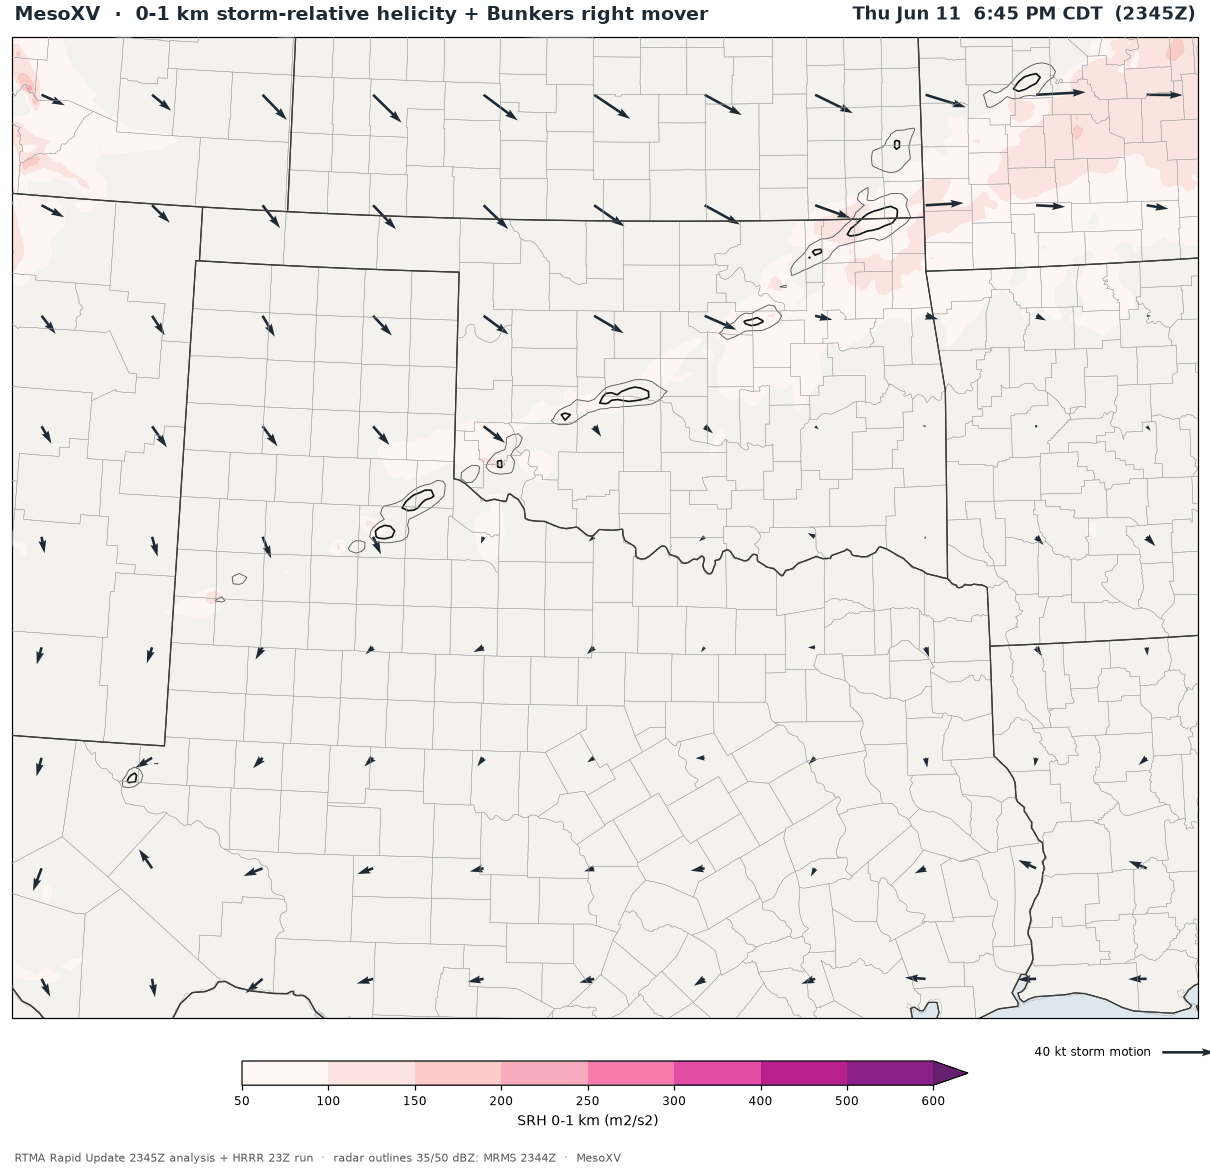 MesoXV · 0-1 km storm-relative helicity + Bunkers right mover
Thu Jun 11 6:45 PM CDT (2345Z)
40 kt storm motion
50 100 150 200 250 300 400 500 600
SRH 0-1 km (m2/s2)
RTMA Rapid Update 2345Z analysis + HRRR 23Z run · radar outlines 35/50 dBZ: MRMS 2344Z · MesoXV